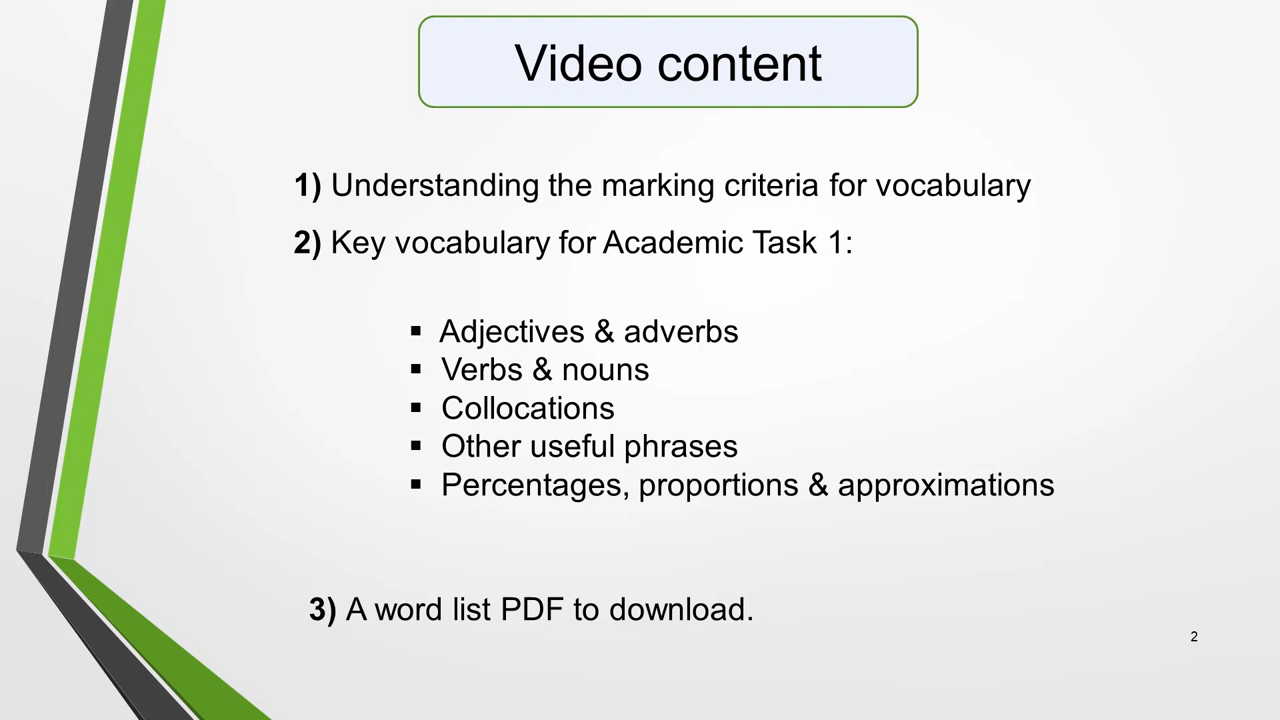 Video content
1) Understanding the marking criteria for vocabulary
2) Key vocabulary for Academic Task 1:
▪ Adjectives & adverbs
▪ Verbs & nouns
▪ Collocations
▪ Other useful phrases
▪ Percentages, proportions & approximations
3) A word list PDF to download.
2